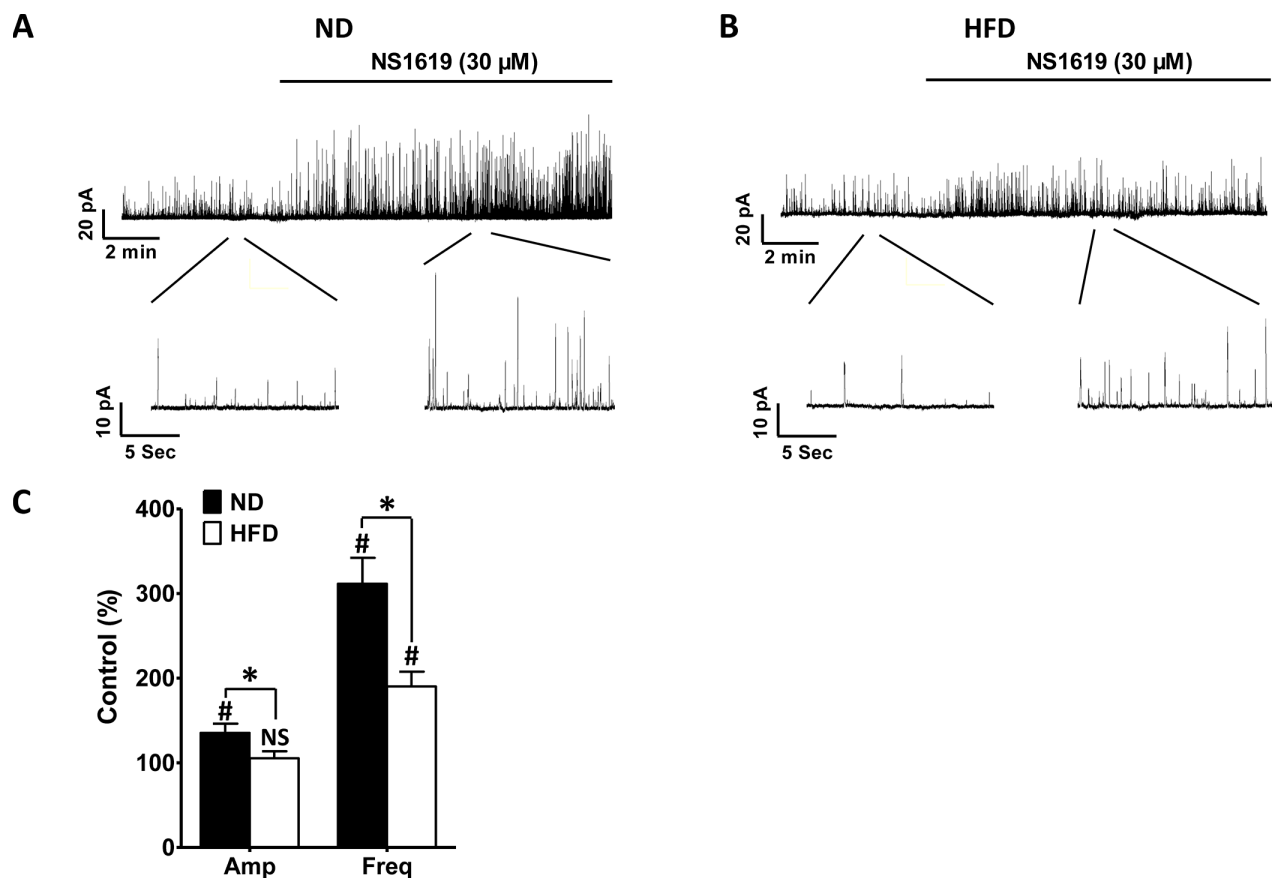 A
ND
NS1619 (30 µM)
20 pA
2 min
10 pA
5 Sec
B
HFD
NS1619 (30 µM)
20 pA
2 min
10 pA
5 Sec
C
ND
HFD
Control (%)
400
300
200
100
0
#
*
NS
#
*
#
Amp
Freq